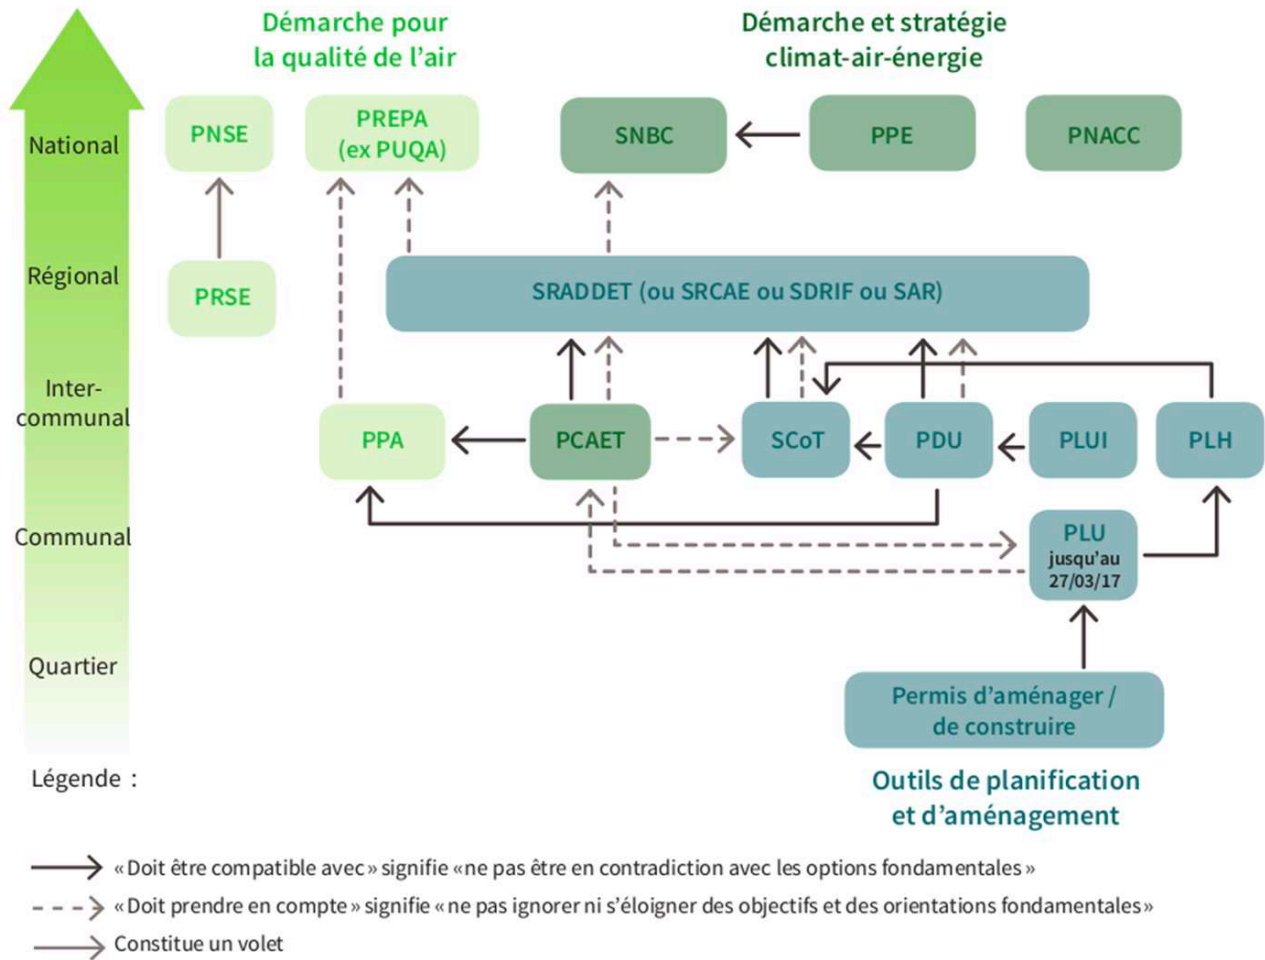 Démarche pour
la qualité de l’air
Démarche et stratégie
climat-air-énergie
National
PNSE
PREPA
(ex PUQA)
SNBC
PPE
PNACC
Régional
PRSE
SRADDET (ou SRCAE ou SDRIF ou SAR)
Inter-
communal
PPA
PCAET
SCoT
PDU
PLUI
PLH
Communal
PLU
jusqu’au
27/03/17
Quartier
Permis d’aménager /
de construire
Légende :
Outils de planification
et d’aménagement
«Doit être compatible avec» signifie «ne pas être en contradiction avec les options fondamentales»
«Doit prendre en compte» signifie «ne pas ignorer ni s’éloigner des objectifs et des orientations fondamentales»
Constitue un volet